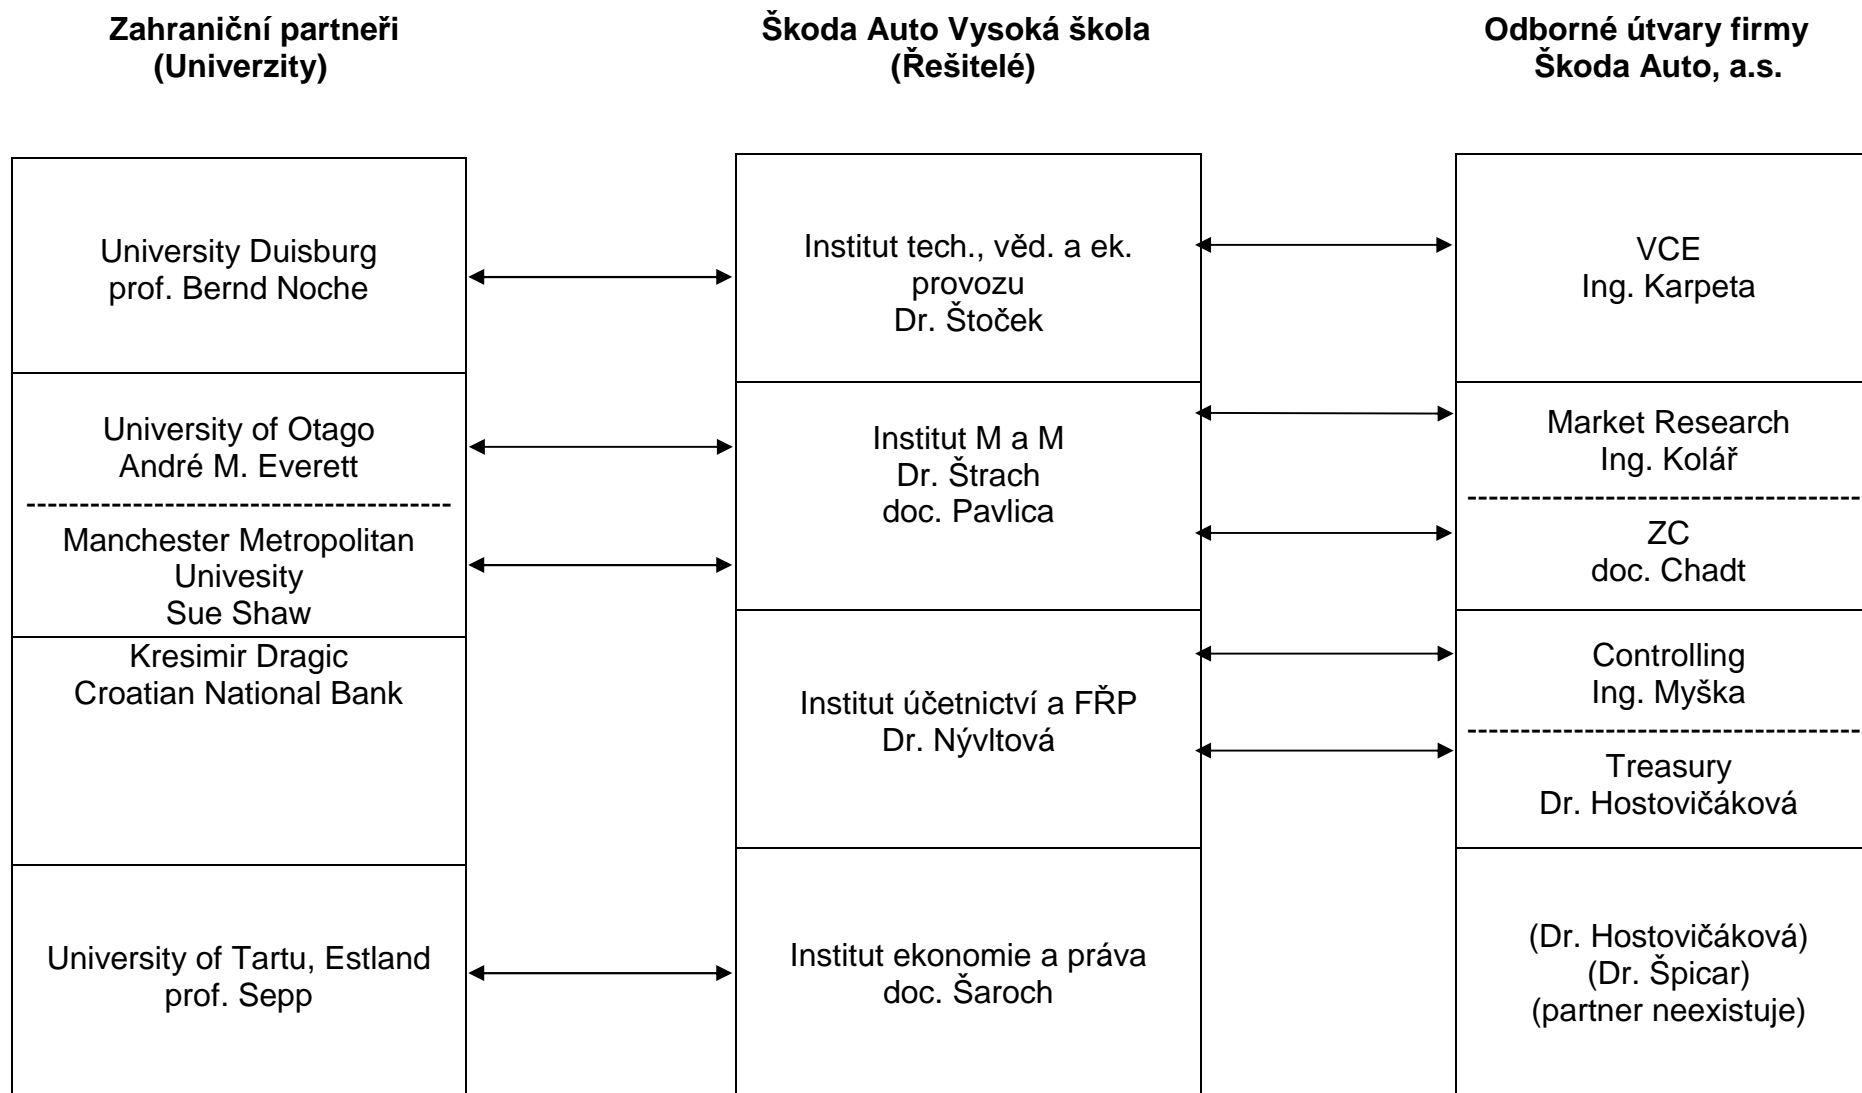 Zahraniční partneři
(Univerzity)
Škoda Auto Vysoká škola
(Řešitelé)
Odborné útvary firmy
Škoda Auto, a.s.
University Duisburg
prof. Bernd Noche
Institut tech., věd. a ek.
provozu
Dr. Štoček
VCE
Ing. Karpeta
University of Otago
André M. Everett
Manchester Metropolitan
Univesity
Sue Shaw
Institut M a M
Dr. Štrach
doc. Pavlica
Market Research
Ing. Kolář
ZC
doc. Chadt
Kresimir Dragic
Croatian National Bank
Institut účetnictví a FŘP
Dr. Nývltová
Controlling
Ing. Myška
Treasury
Dr. Hostovičáková
University of Tartu, Estland
prof. Sepp
Institut ekonomie a práva
doc. Šaroch
(Dr. Hostovičáková)
(Dr. Špicar)
(partner neexistuje)